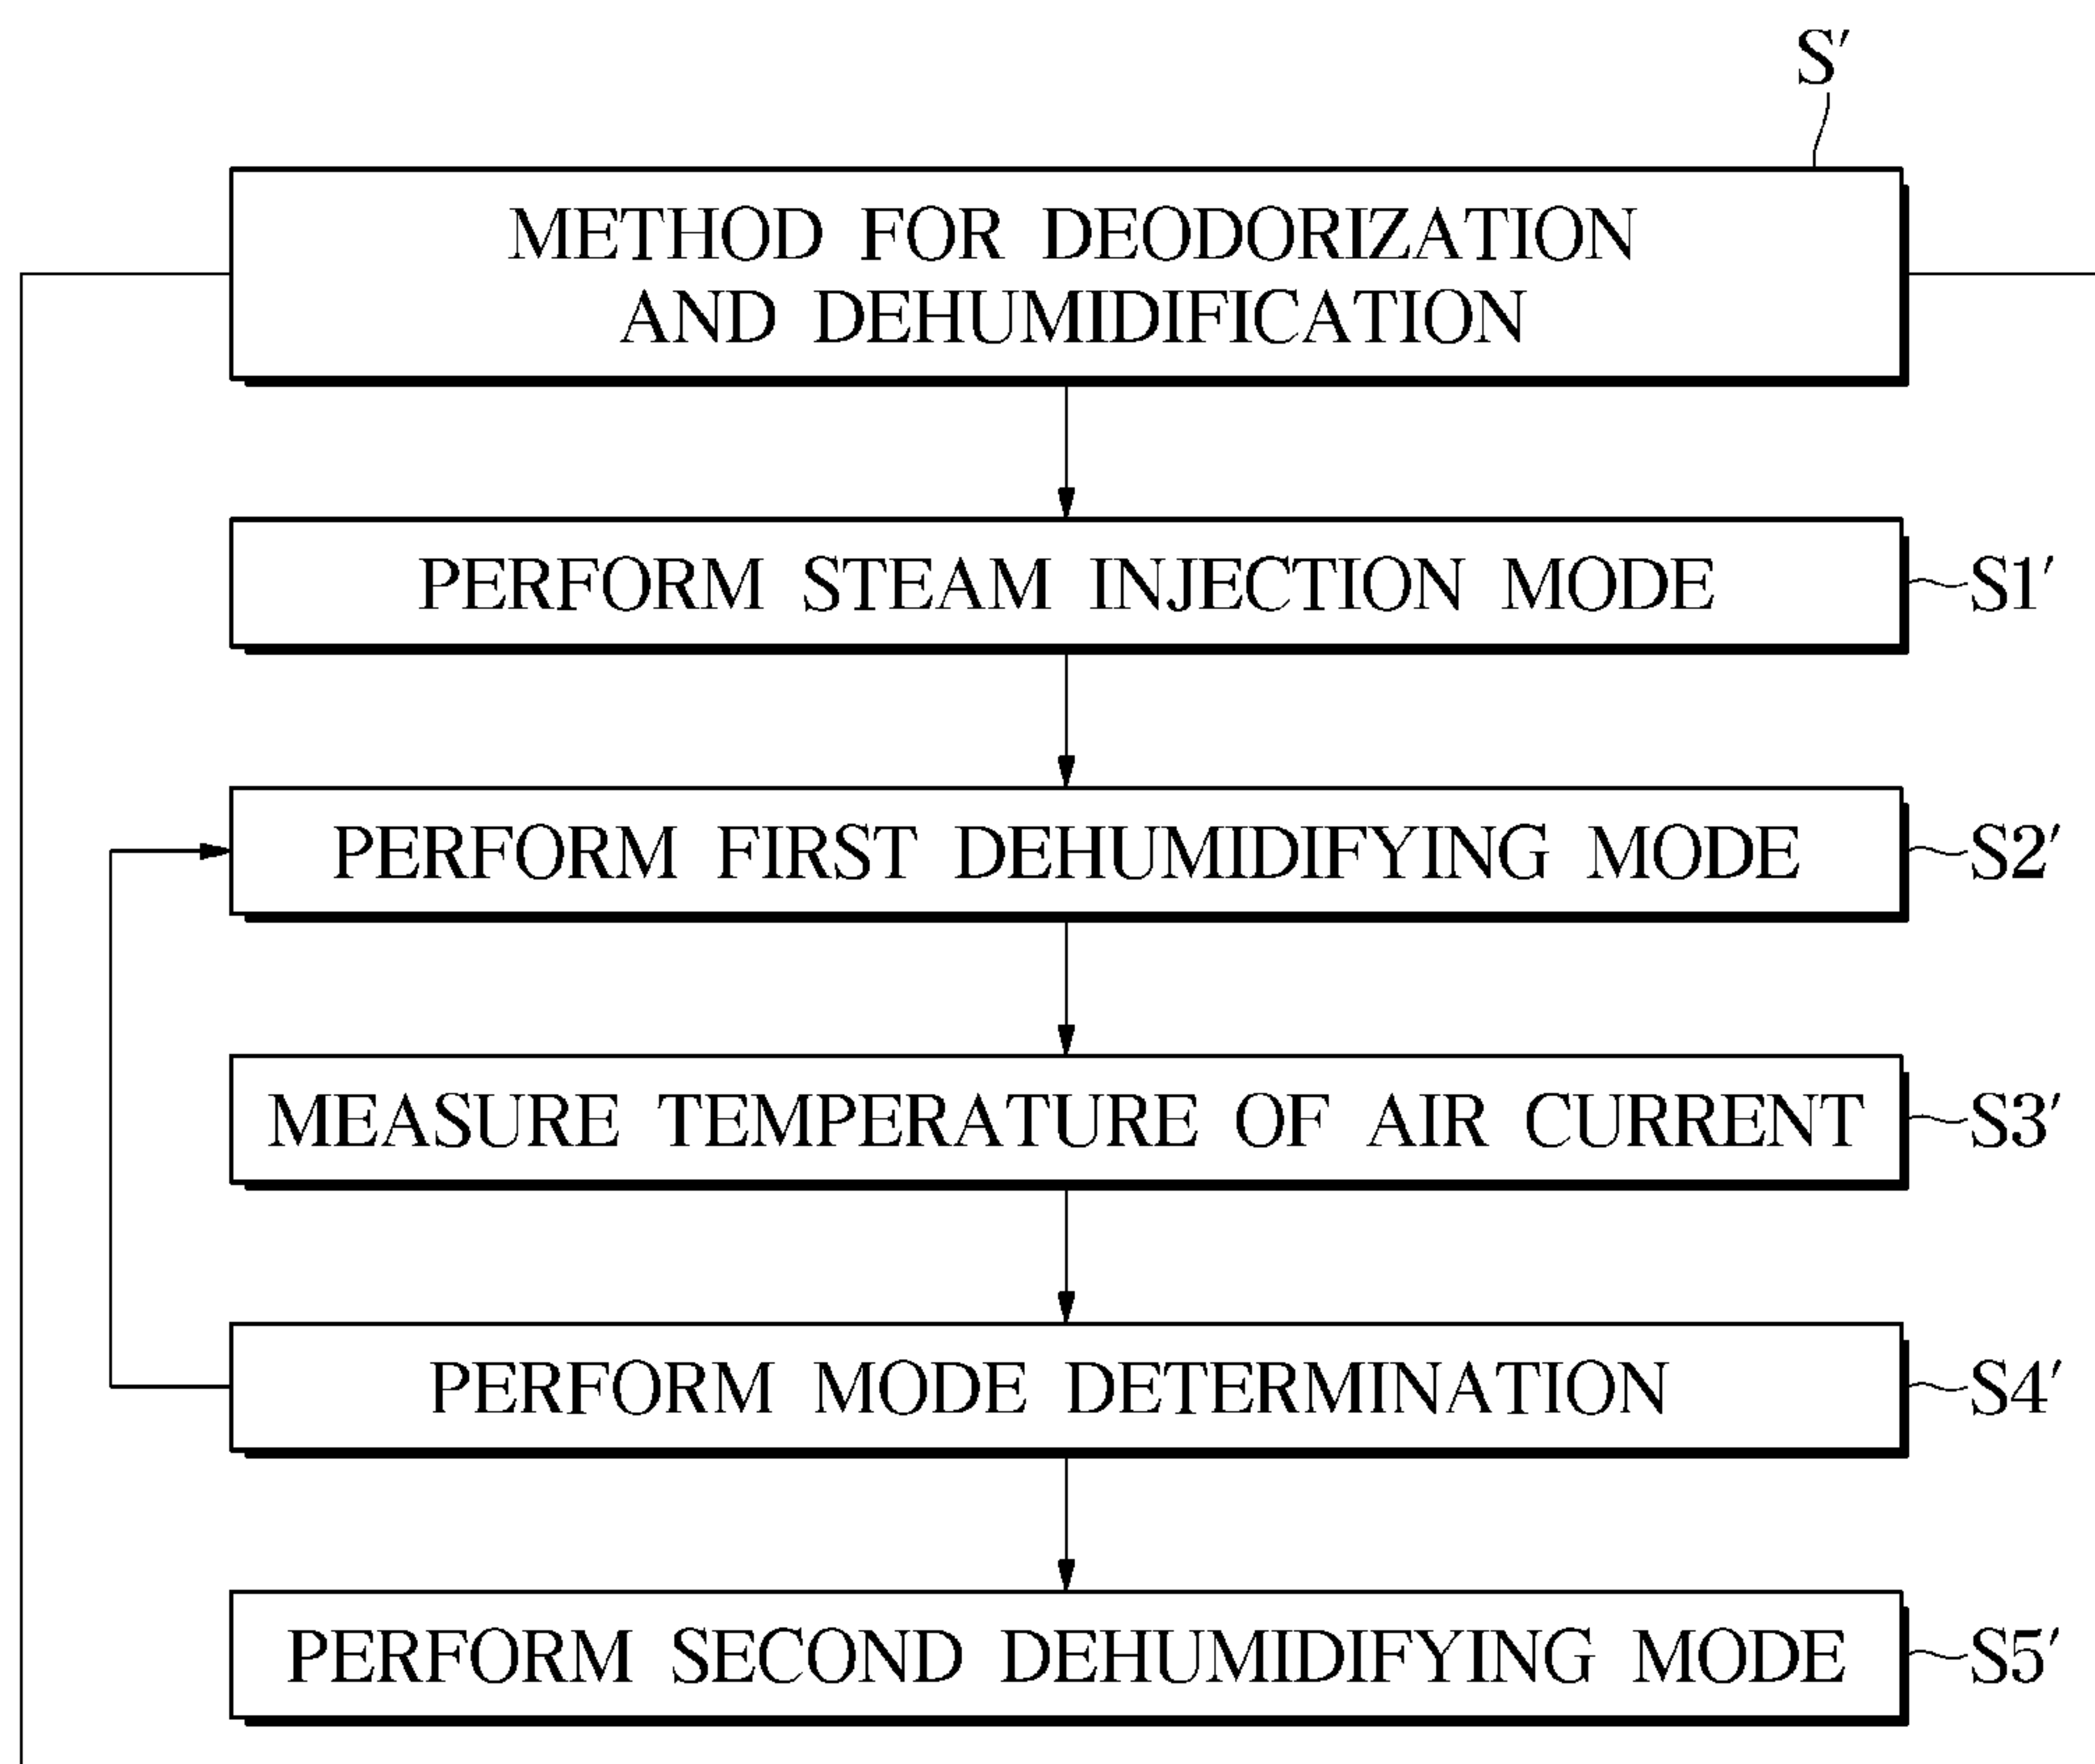 S′
METHOD FOR DEODORIZATION
AND DEHUMIDIFICATION
PERFORM STEAM INJECTION MODE
S1′
PERFORM FIRST DEHUMIDIFYING MODE
S2′
MEASURE TEMPERATURE OF AIR CURRENT
S3′
PERFORM MODE DETERMINATION
S4′
PERFORM SECOND DEHUMIDIFYING MODE
S5′